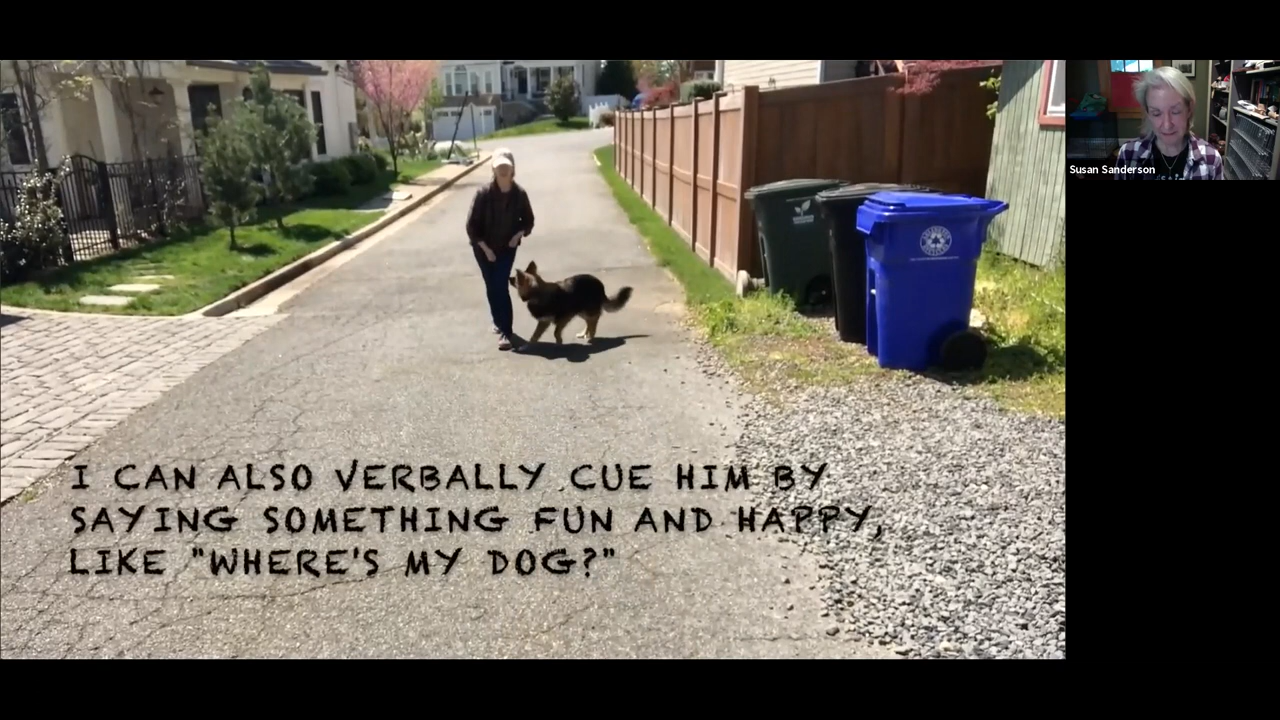 I CAN ALSO VERBALLY CUE HIM BY
SAYING SOMETHING FUN AND HAPPY,
LIKE "WHERE'S MY DOG?"
Susan Sanderson